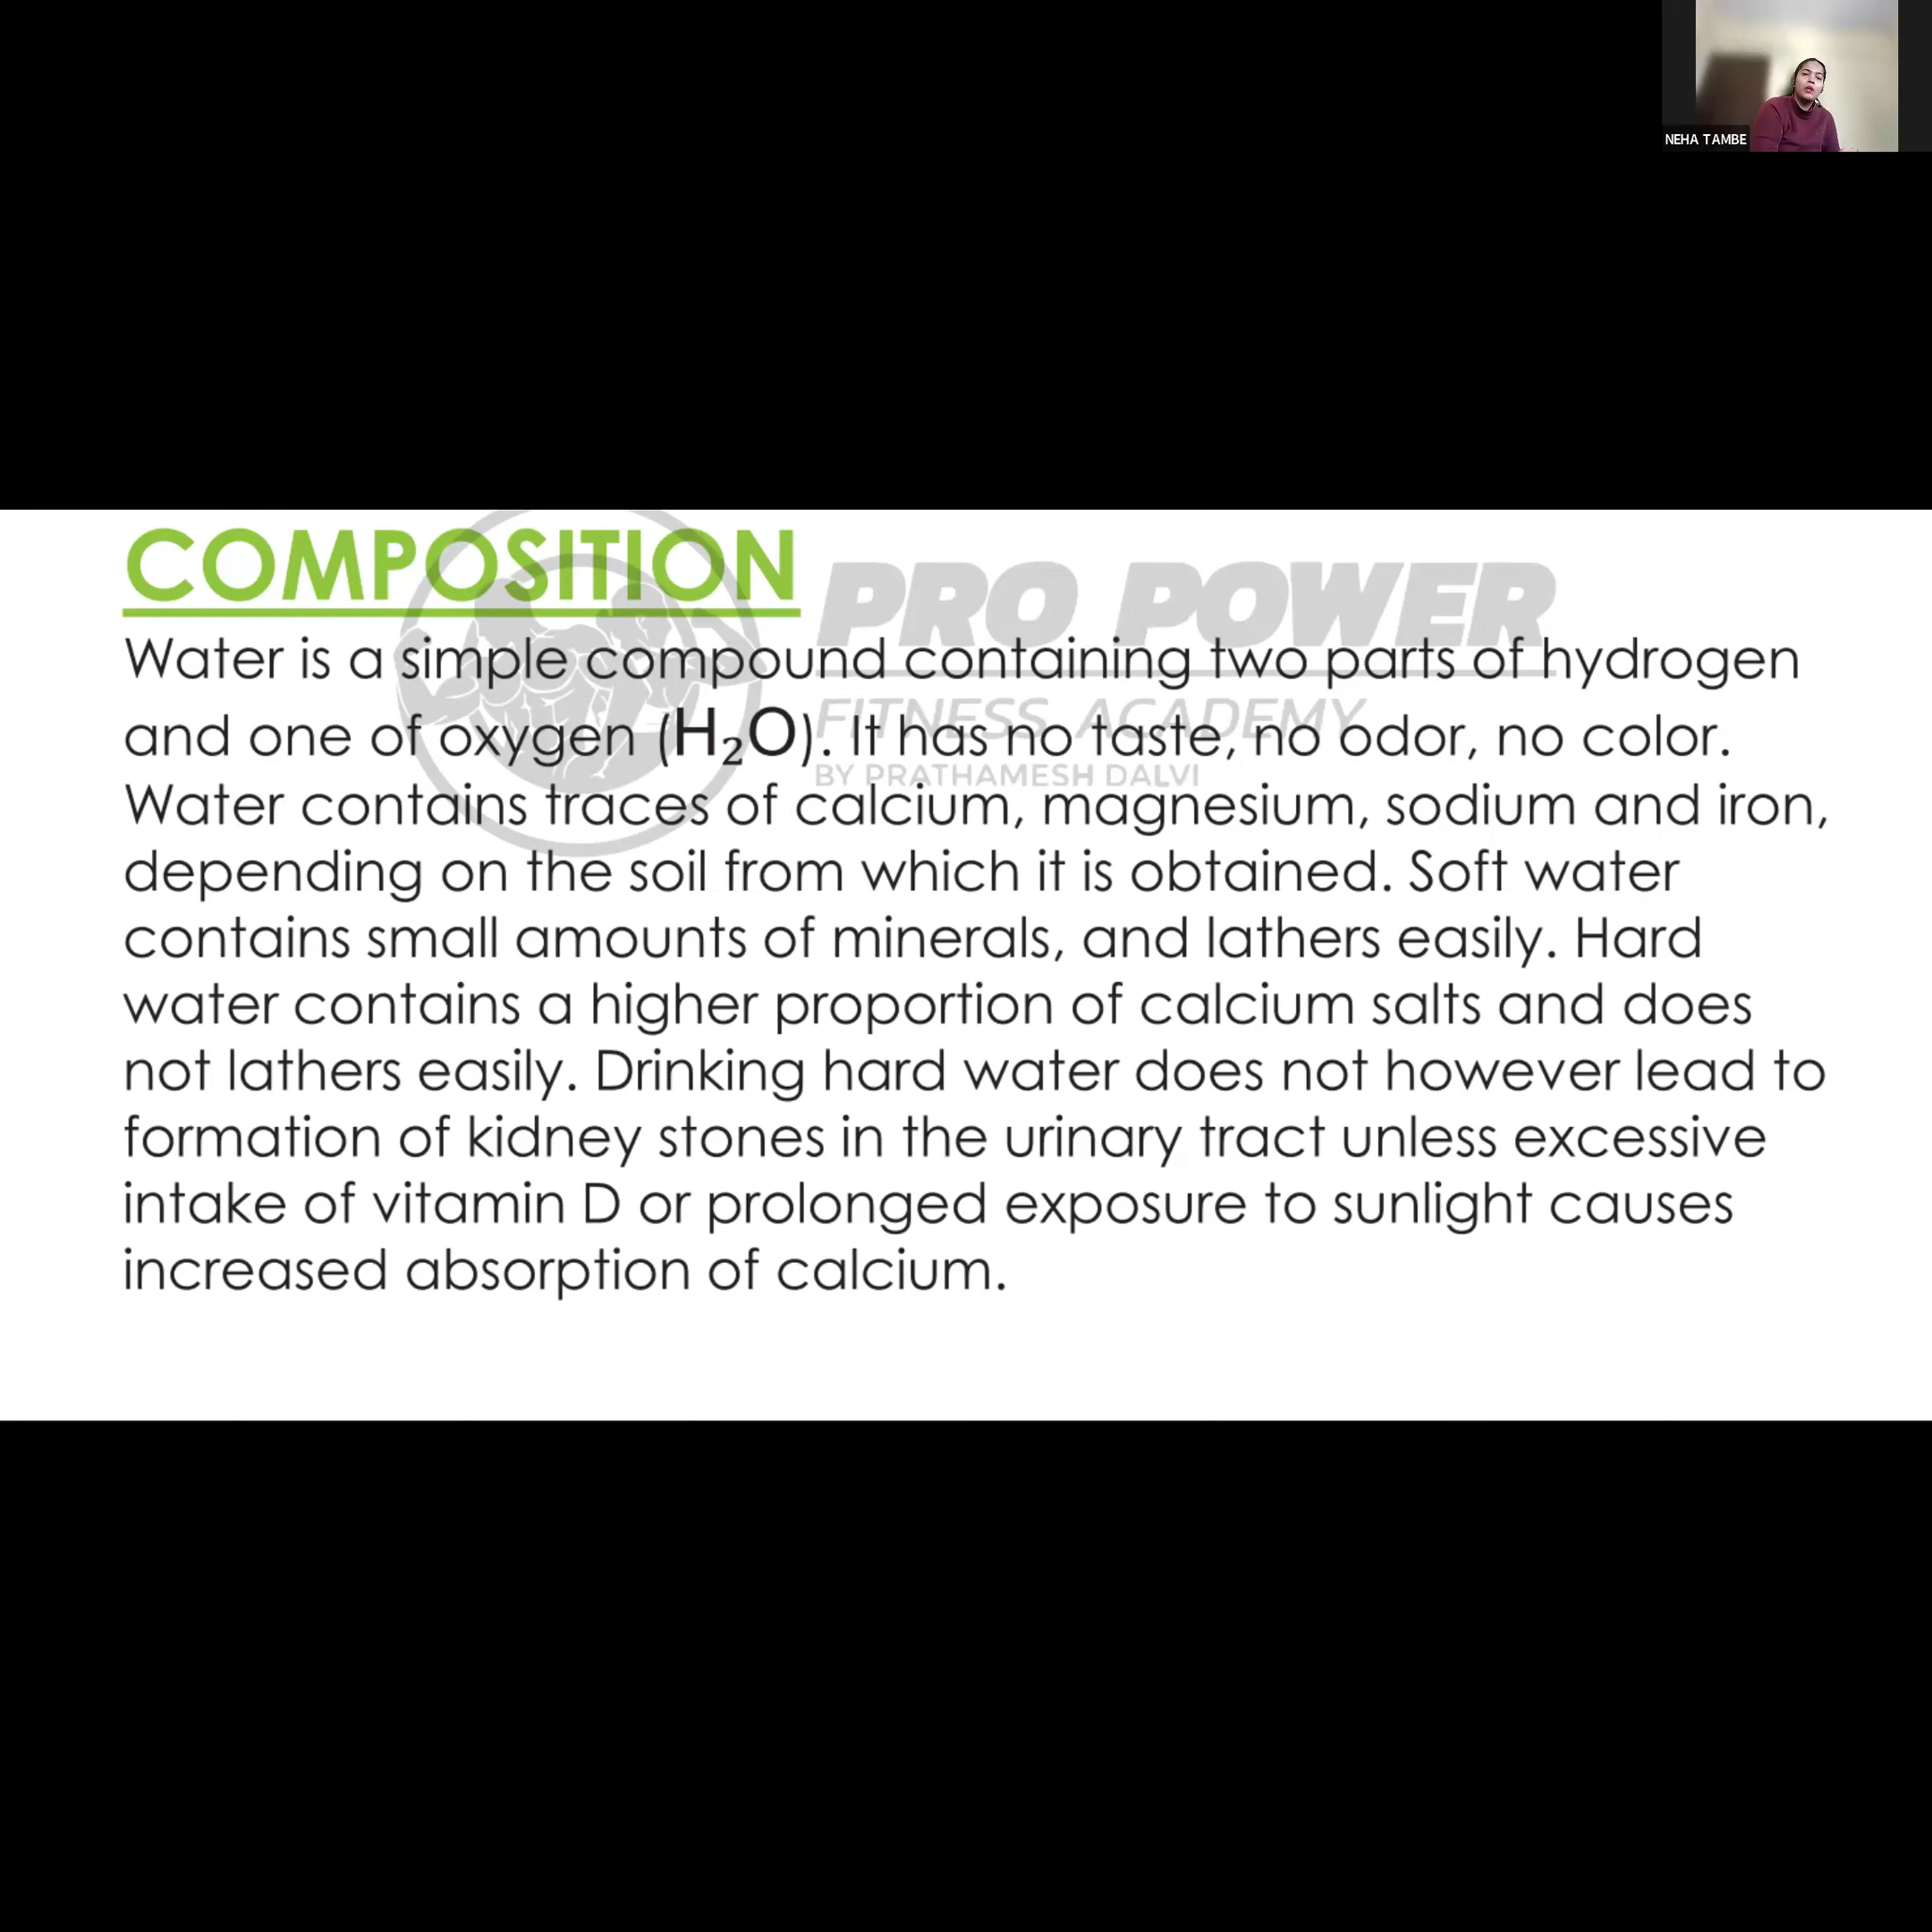 NEHA TAMBE
COMPOSITION
PRO POWER
FITNESS ACADEMY
BY PRATHAMESH DALVI
Water is a simple compound containing two parts of hydrogen
and one of oxygen (H₂O). It has no taste, no odor, no color.
Water contains traces of calcium, magnesium, sodium and iron,
depending on the soil from which it is obtained. Soft water
contains small amounts of minerals, and lathers easily. Hard
water contains a higher proportion of calcium salts and does
not lathers easily. Drinking hard water does not however lead to
formation of kidney stones in the urinary tract unless excessive
intake of vitamin D or prolonged exposure to sunlight causes
increased absorption of calcium.